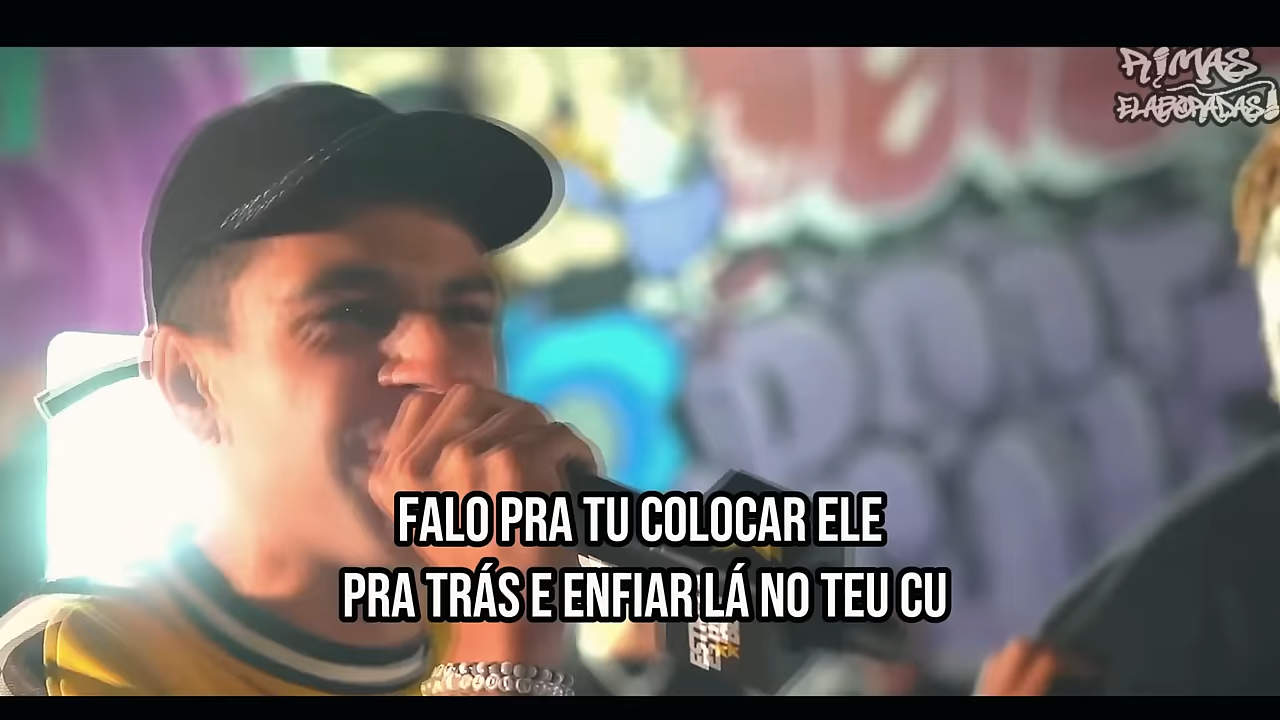 RIMAS
ELABORADAS!
FALO PRA TU COLOCAR ELE
PRA TRÁS E ENFIAR LÁ NO TEU CU